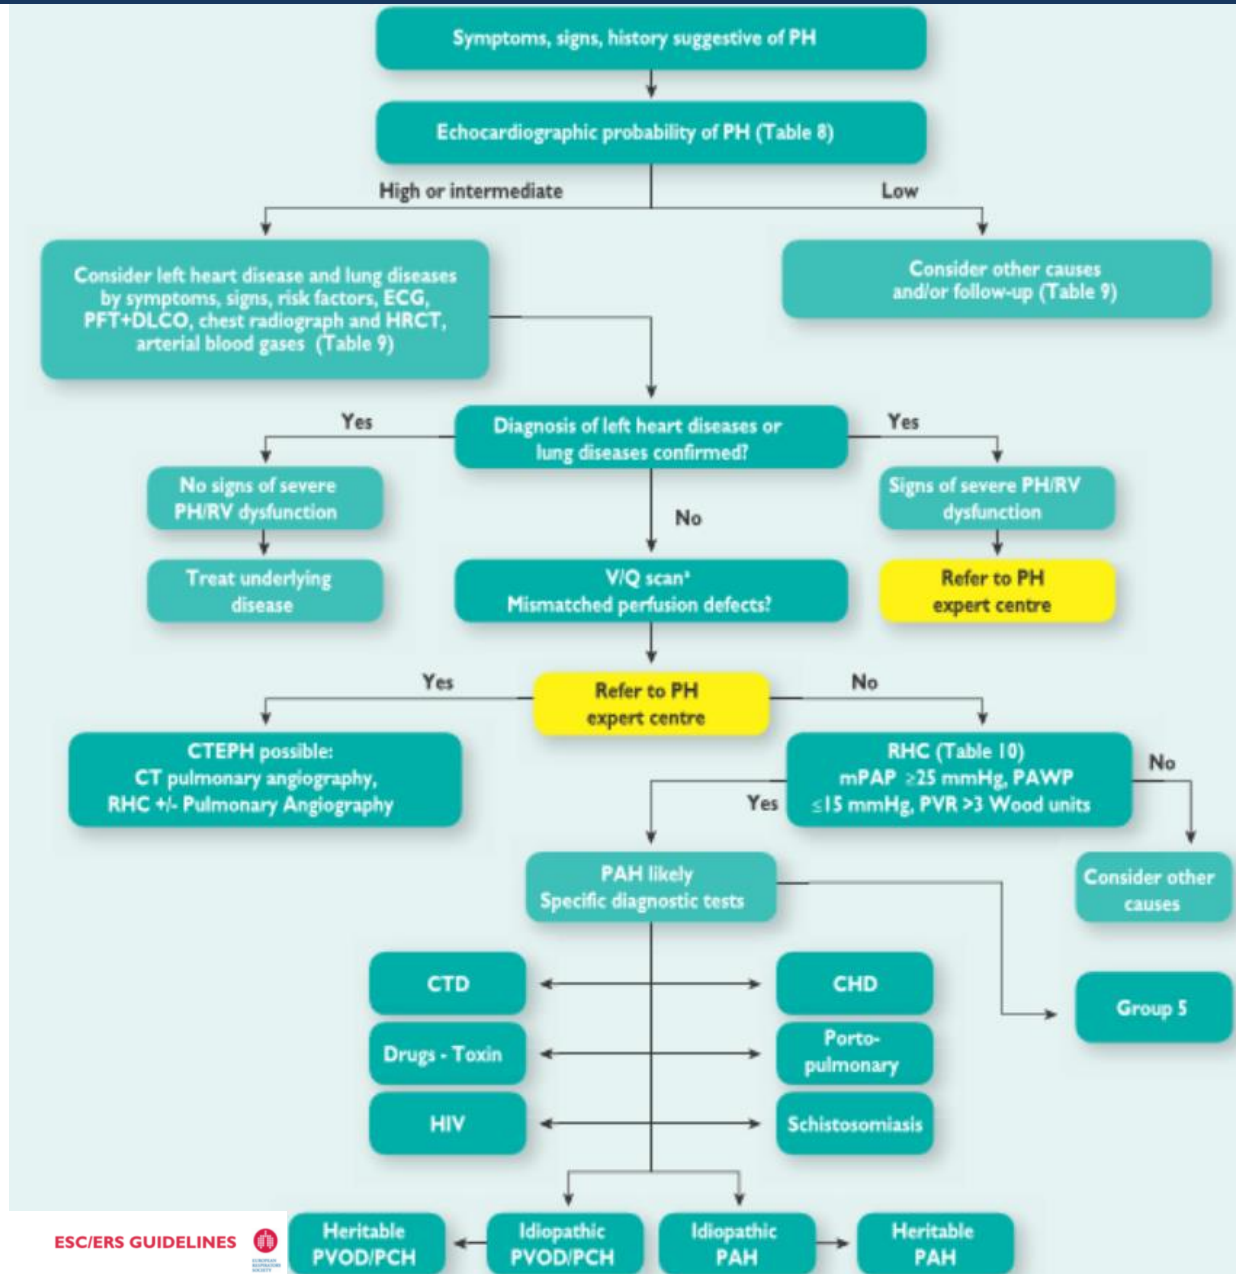 Symptoms, signs, history suggestive of PH
Echocardiographic probability of PH (Table 8)
High or intermediate
Low
Consider left heart disease and lung diseases
by symptoms, signs, risk factors, ECG,
PFT+DLCO, chest radiograph and HRCT,
arterial blood gases (Table 9)
Consider other causes
and/or follow-up (Table 9)
Yes
Diagnosis of left heart diseases or
lung diseases confirmed?
Yes
No signs of severe
PH/RV dysfunction
No
Signs of severe PH/RV
dysfunction
Treat underlying
disease
V/Q scanª
Mismatched perfusion defects?
Refer to PH
expert centre
Yes
Refer to PH
expert centre
No
CTEPH possible:
CT pulmonary angiography,
RHC +/- Pulmonary Angiography
RHC (Table 10)
mPAP ≥25 mmHg, PAWP
≤15 mmHg, PVR >3 Wood units
No
Yes
PAH likely
Specific diagnostic tests
Consider other
causes
CTD
CHD
Group 5
Drugs - Toxin
Porto-
pulmonary
HIV
Schistosomiasis
Heritable
PVOD/PCH
Idiopathic
PVOD/PCH
Idiopathic
PAH
Heritable
PAH
ESC/ERS GUIDELINES
EUROPEAN
RESPIRATORY
SOCIETY